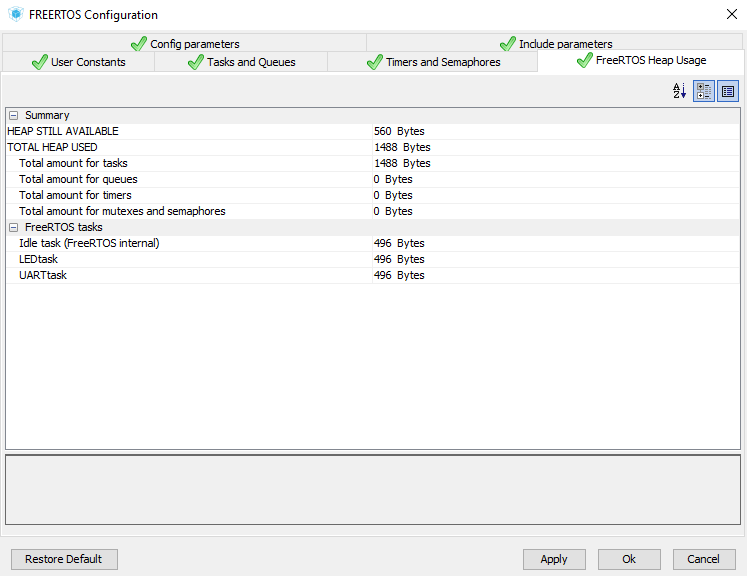 FREERTOS Configuration
Config parameters
Include parameters
User Constants
Tasks and Queues
Timers and Semaphores
FreeRTOS Heap Usage
Summary
HEAP STILL AVAILABLE 560 Bytes
TOTAL HEAP USED 1488 Bytes
Total amount for tasks 1488 Bytes
Total amount for queues 0 Bytes
Total amount for timers 0 Bytes
Total amount for mutexes and semaphores 0 Bytes
FreeRTOS tasks
Idle task (FreeRTOS internal) 496 Bytes
LEDtask 496 Bytes
UARTtask 496 Bytes
Restore Default
Apply
Ok
Cancel